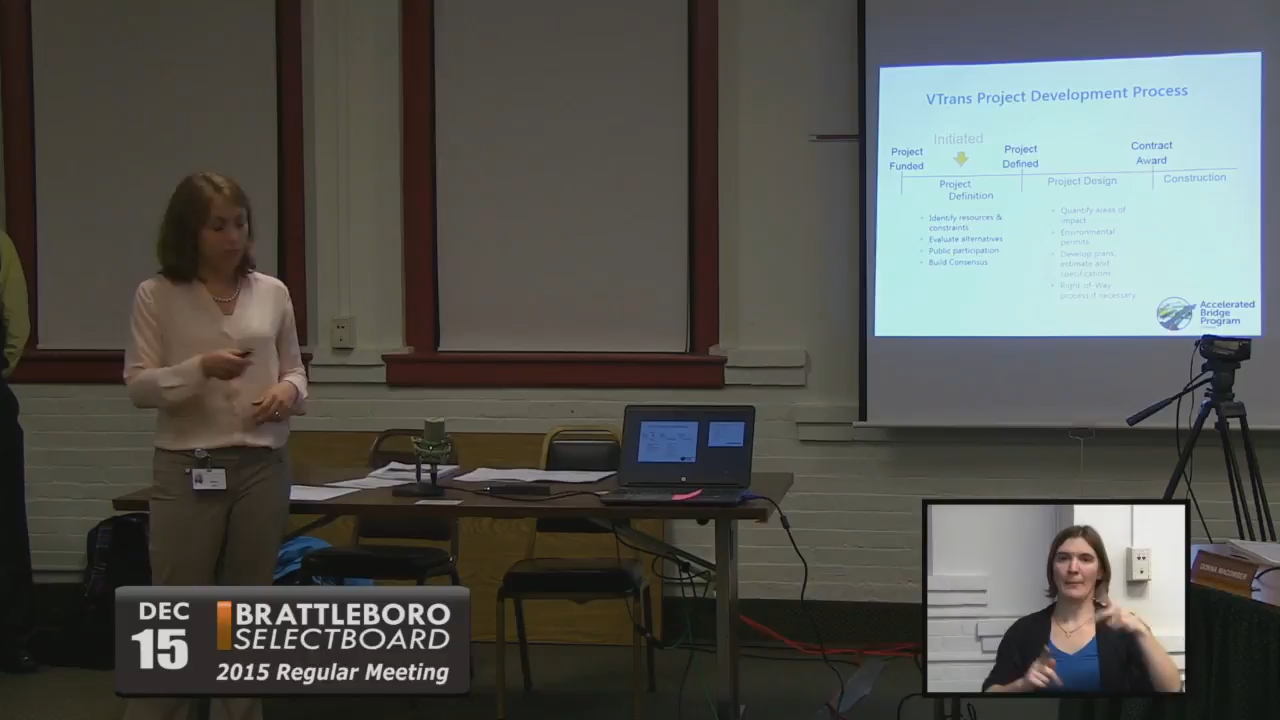 VTrans Project Development Process
Initiated
Project
Funded
Project
Defined
Contract
Award
Project
Definition
Project Design
Construction
• Identify resources &
constraints
• Evaluate alternatives
• Public participation
• Build Consensus
• Quantify areas of
impact
• Environmental
permits
• Develop plans,
estimate and
specifications
• Right-of-Way
process if necessary
Accelerated
Bridge
Program
DONNA MACOMBER
DEC
15
BRATTLEBORO
SELECTBOARD
2015 Regular Meeting